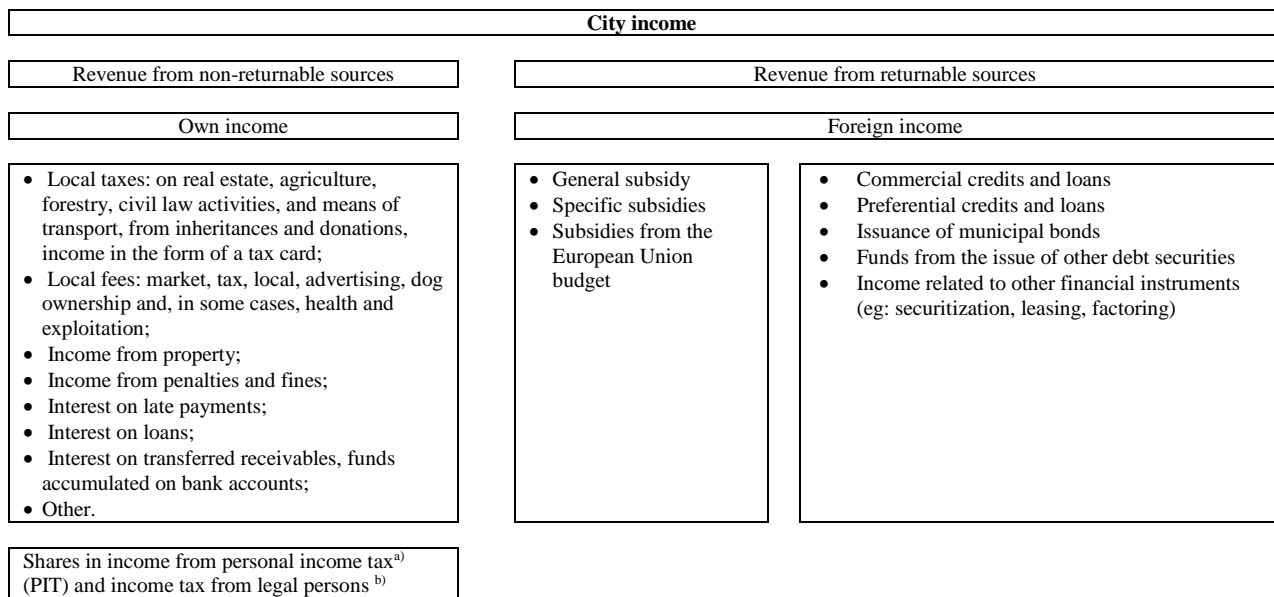 City income
Revenue from non-returnable sources
Revenue from returnable sources
Own income
Foreign income
• Local taxes: on real estate, agriculture,
forestry, civil law activities, and means of
transport, from inheritances and donations,
income in the form of a tax card;
• Local fees: market, tax, local, advertising, dog
ownership and, in some cases, health and
exploitation;
• Income from property;
• Income from penalties and fines;
• Interest on late payments;
• Interest on loans;
• Interest on transferred receivables, funds
accumulated on bank accounts;
• Other.
• General subsidy
• Specific subsidies
• Subsidies from the
European Union
budget
• Commercial credits and loans
• Preferential credits and loans
• Issuance of municipal bonds
• Funds from the issue of other debt securities
• Income related to other financial instruments
(eg: securitization, leasing, factoring)
Shares in income from personal income tax a)
(PIT) and income tax from legal persons b)